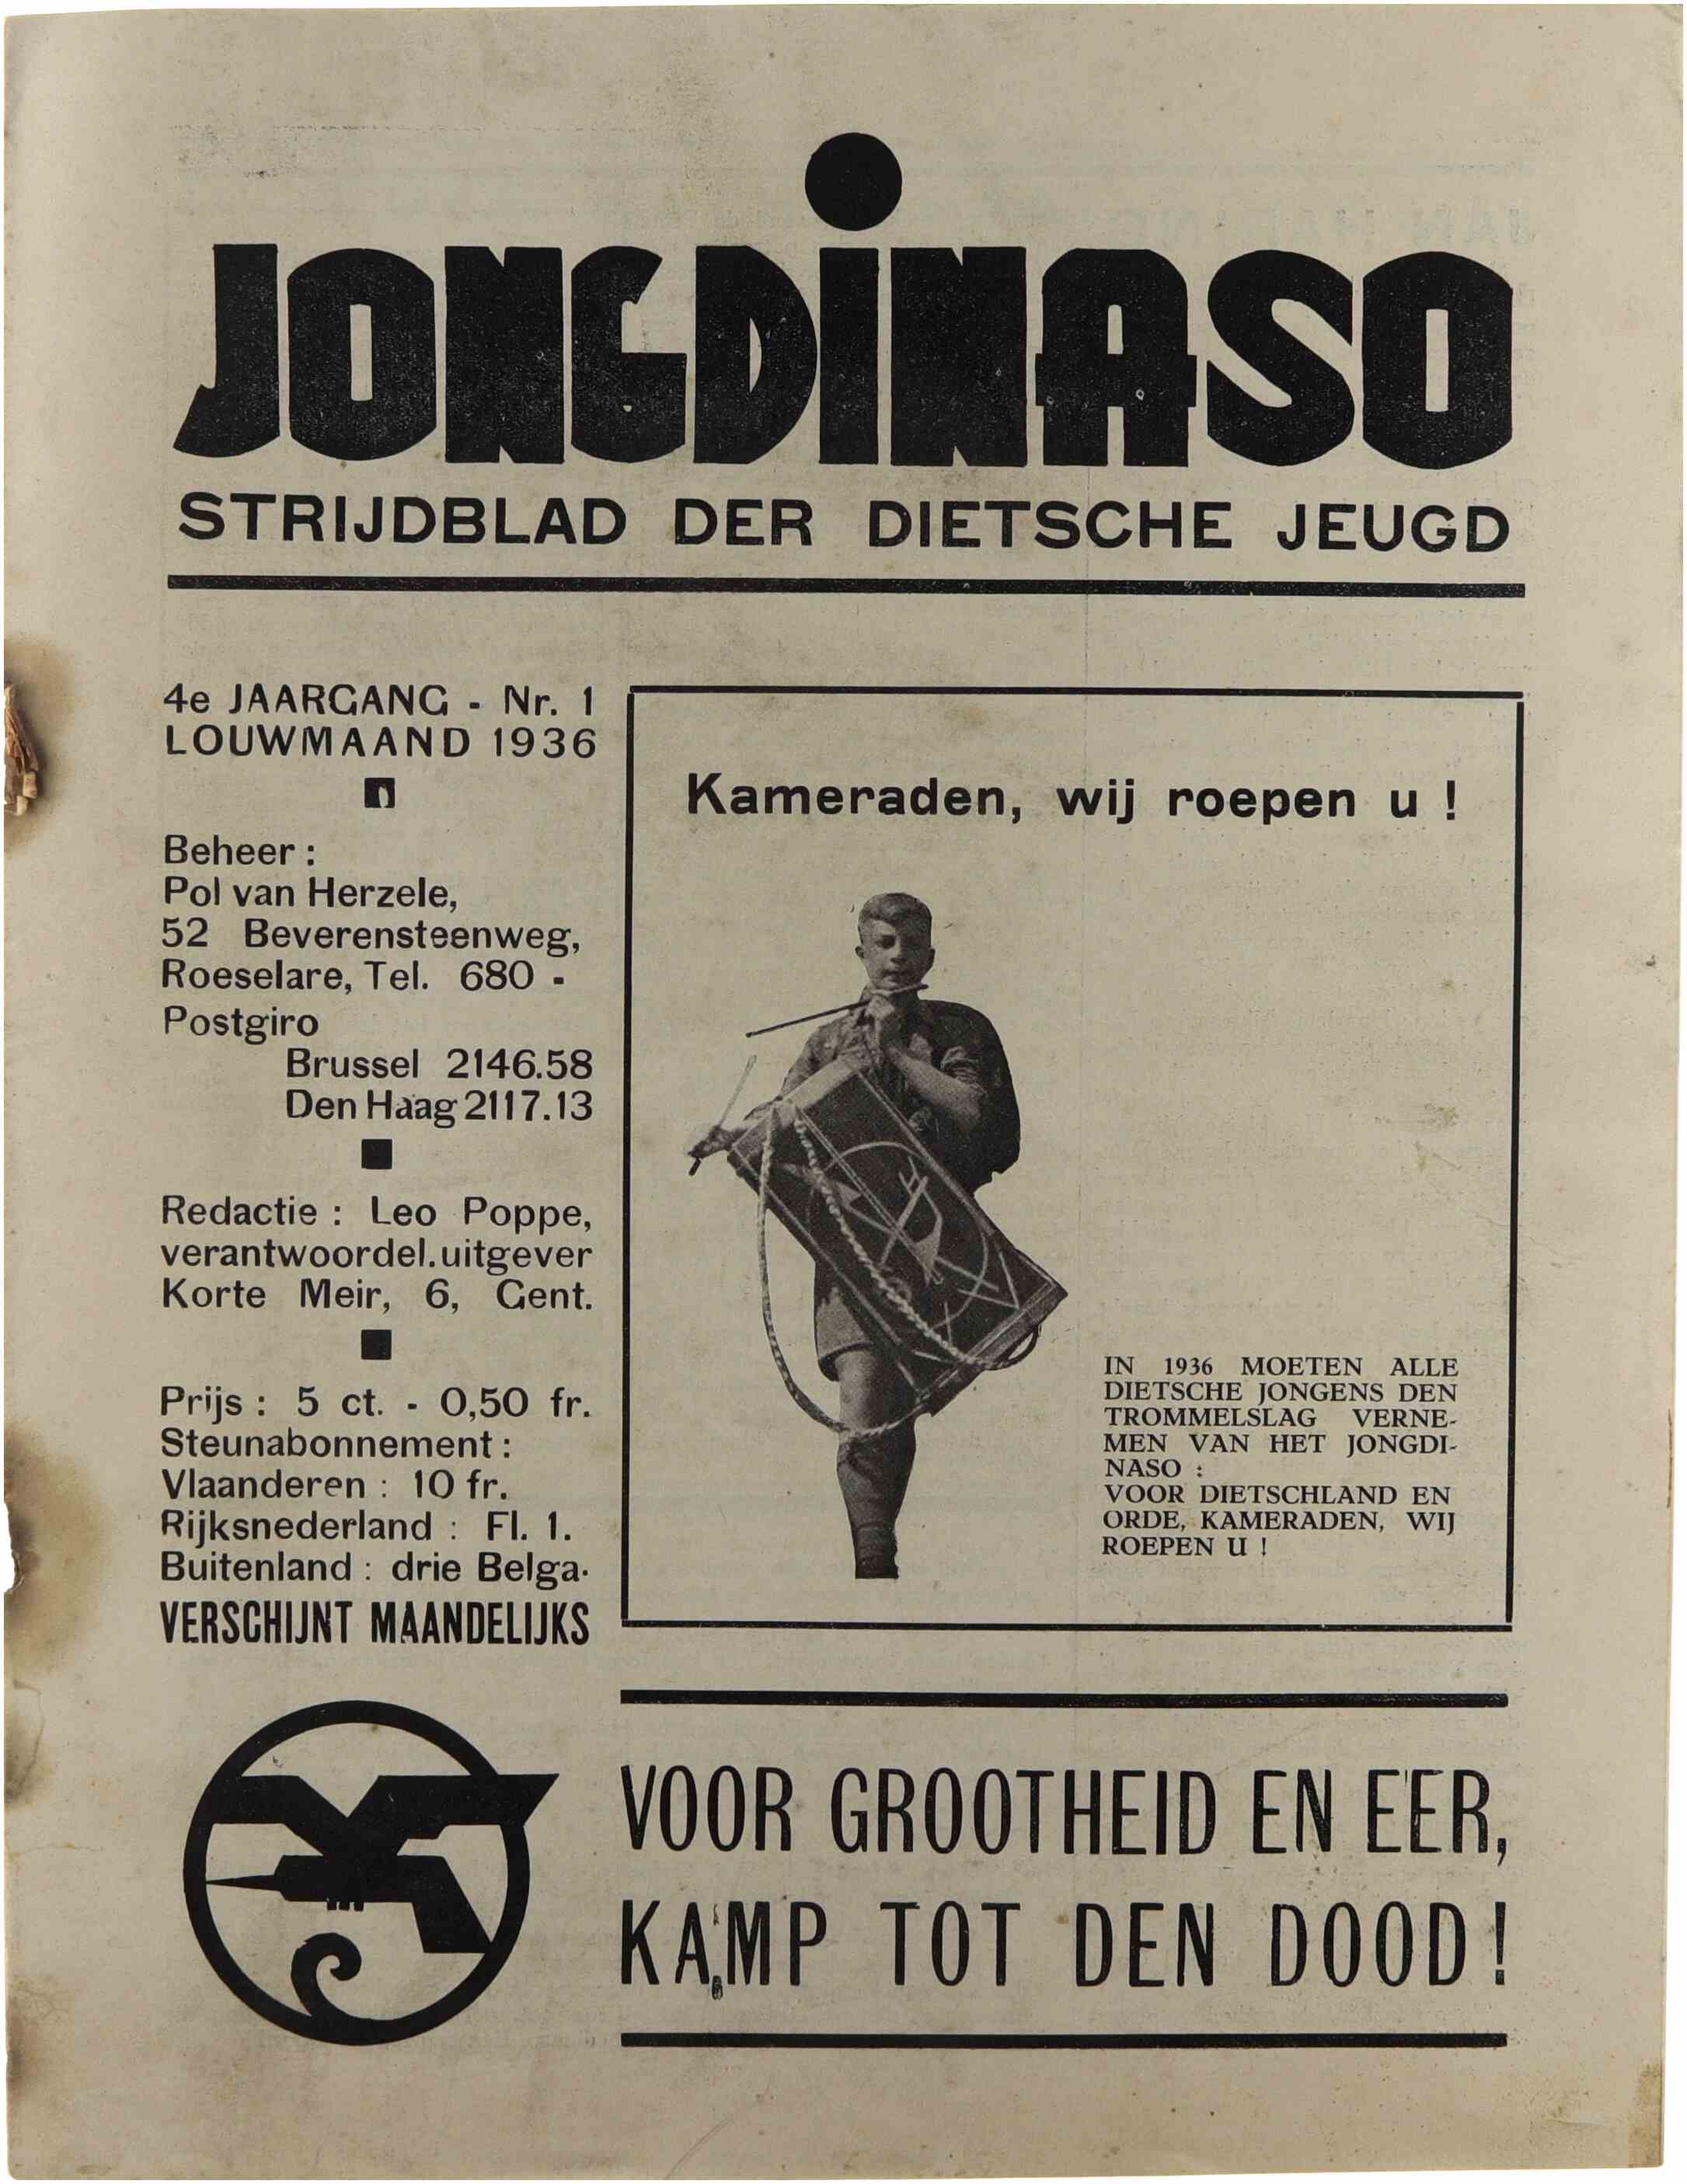 JONGDiNASO
STRIJDBLAD DER DIETSCHE JEUGD
4e JAARGANG - Nr. 1
LOUWMAAND 1936
Beheer :
Pol van Herzele,
52 Beverensteenweg,
Roeselare, Tel. 680 -
Postgiro
Brussel 2146.58
Den Haag 2117.13
Redactie : Leo Poppe,
verantwoordel. uitgever
Korte Meir, 6, Gent.
Prijs : 5 ct. - 0,50 fr.
Steunabonnement :
Vlaanderen : 10 fr.
Rijksnederland : Fl. 1.
Buitenland : drie Belga.
VERSCHIJNT MAANDELIJKS
Kameraden, wij roepen u !
IN 1936 MOETEN ALLE
DIETSCHE JONGENS DEN
TROMMELSLAG VERNE-
MEN VAN HET JONGDI-
NASO :
VOOR DIETSCHLAND EN
ORDE, KAMERADEN, WIJ
ROEPEN U !
VOOR GROOTHEID EN EER,
KAMP TOT DEN DOOD!